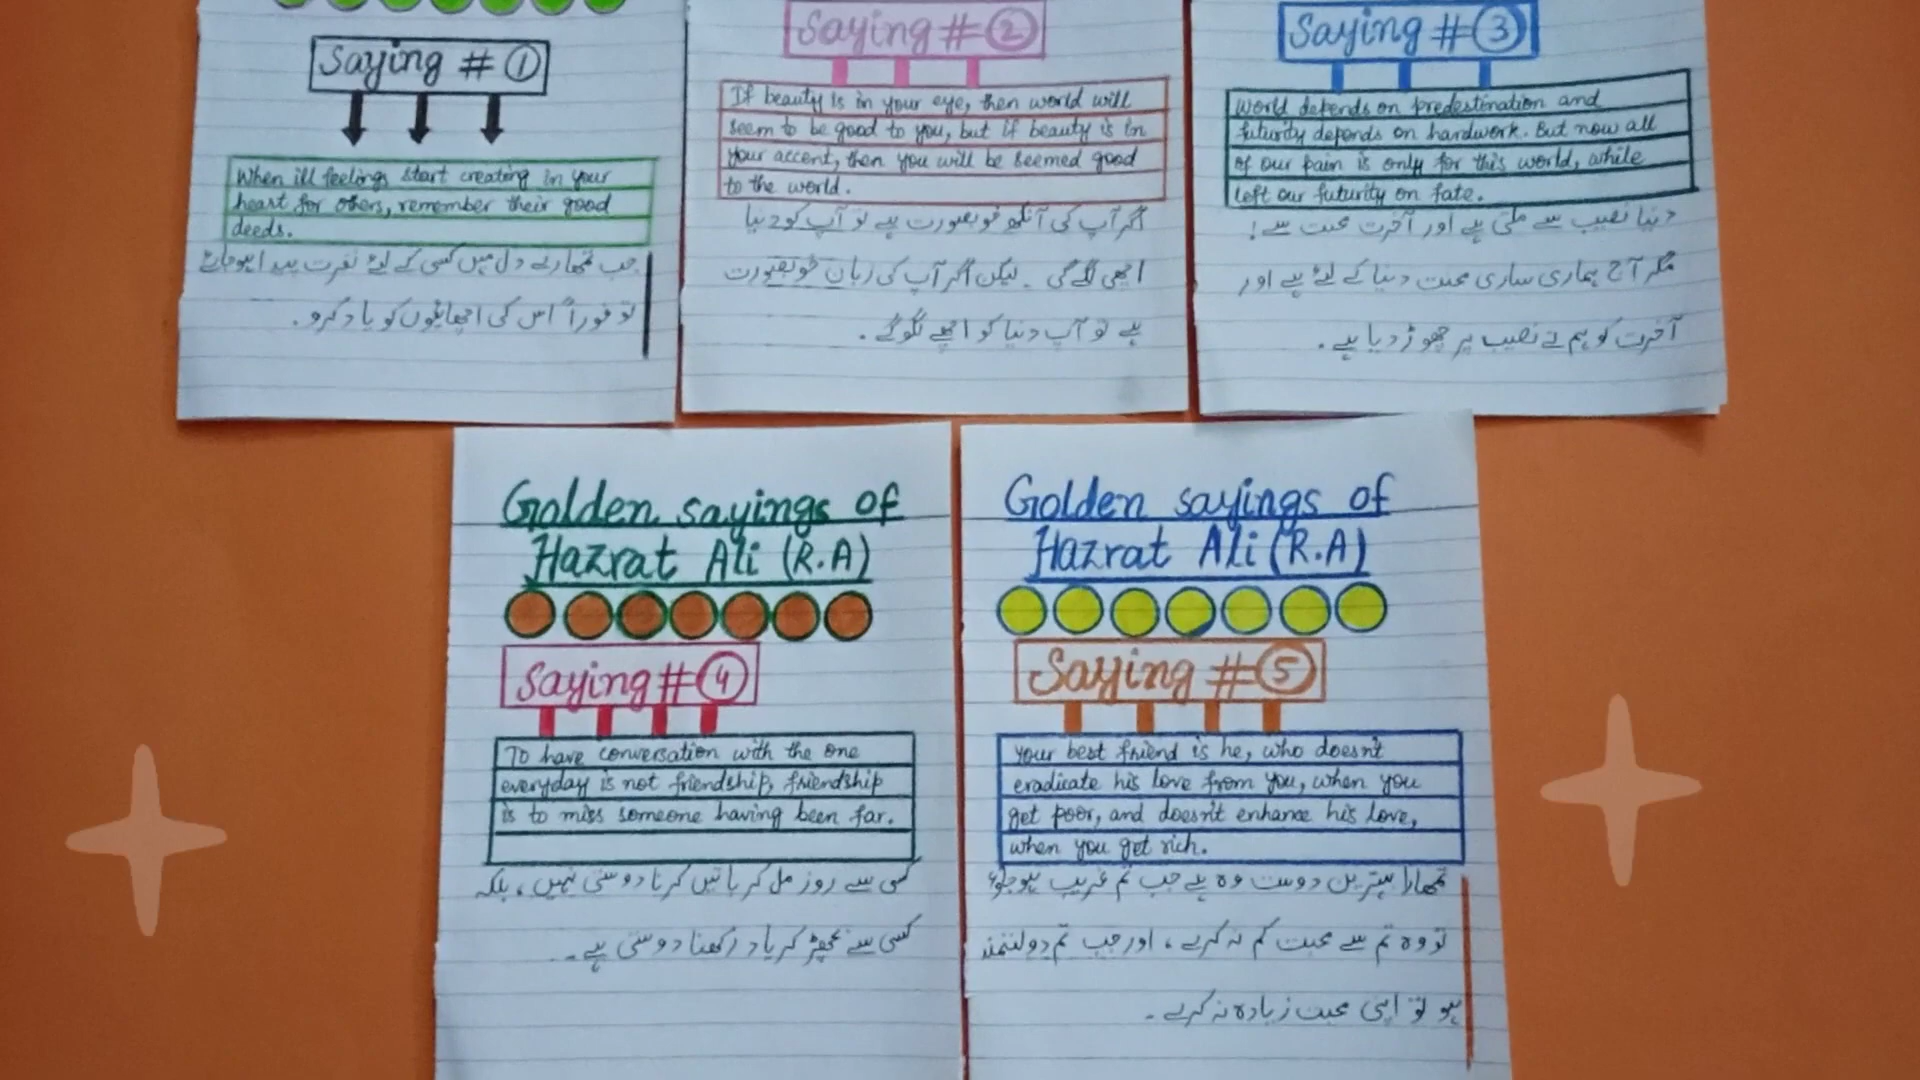 Saying # 1
When ill feelings start creating in your
heart for others, remember their good
deeds.
جب تمھارے دل میں کسی کے لیۓ نفرت پیدا ہو جاۓ
تو فوراً اس کی اچھائیوں کو یاد کرو۔
Saying # 2
If beauty is in your eye, then world will
seem to be good to you, but if beauty is in
your accent, then you will be seemed good
to the world.
اگر آپ کی آنکھ خوبصورت ہے تو آپ کو دنیا
اچھی لگے گی ۔ لیکن اگر آپ کی زبان خوبصورت
ہے تو آپ دنیا کو اچھے لگو گے ۔
Saying # 3
World depends on predestination and
futurity depends on hardwork. But now all
of our pain is only for this world, while
left our futurity on fate.
دنیا نصیب سے ملتی ہے اور آخرت محنت سے!
مگر آج ہماری ساری محنت دنیا کے لیۓ ہے اور
آخرت کو ہم نے نصیب پر چھوڑ دیا ہے۔
Golden sayings of
Hazrat Ali (R.A)
Saying # 4
To have conversation with the one
everyday is not friendship, friendship
is to miss someone having been far.
کسی سے روز مل کر باتیں کرنا دوستی نہیں، بلکہ
کسی سے بچھڑ کر یاد رکھنا دوستی ہے۔
Golden sayings of
Hazrat Ali (R.A)
Saying # 5
Your best friend is he, who doesn't
eradicate his love from you, when you
get poor, and doesn't enhance his love,
when you get rich.
تمھارا بہترین دوست وہ ہے جب تم غریب ہو جاؤ
تو وہ تم سے محبت کم نہ کرے، اور جب تم دولتمند
ہو تو اپنی محبت زیادہ نہ کرے۔